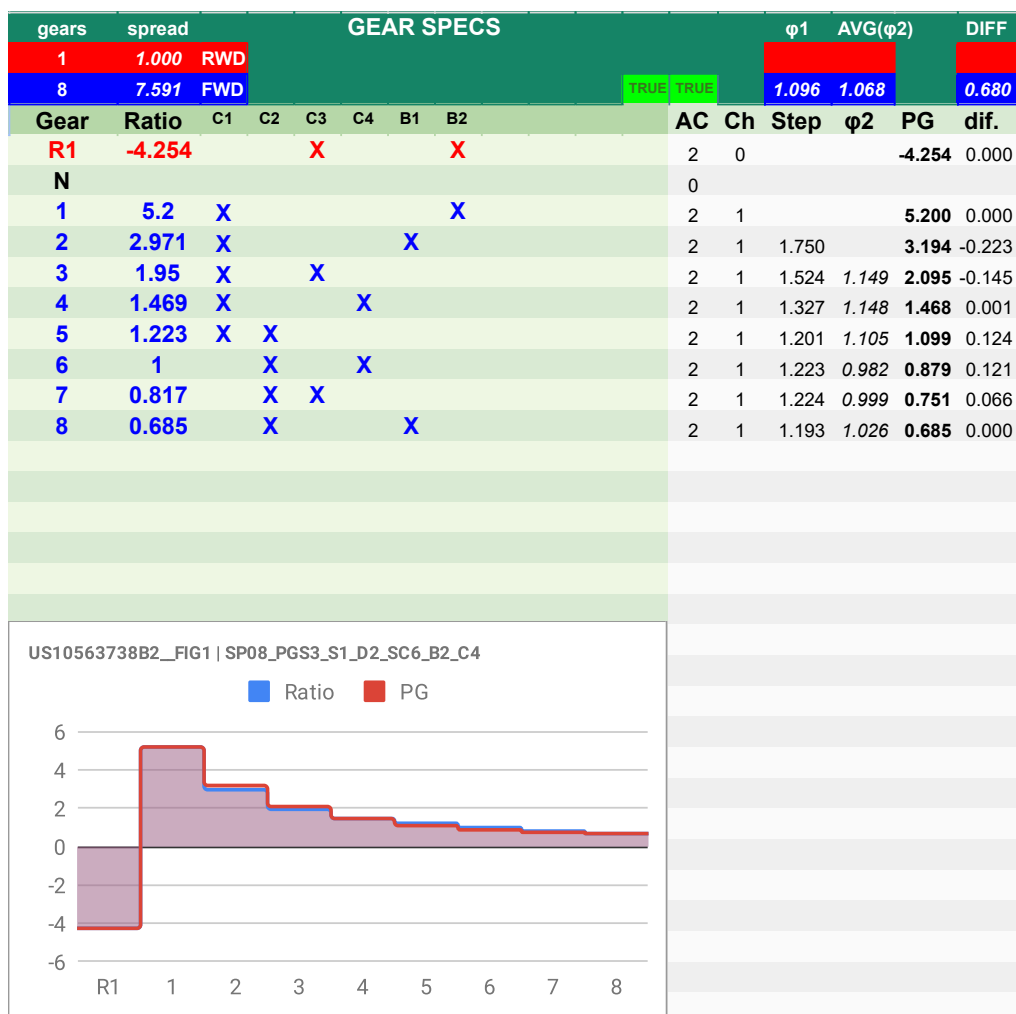 gears spread GEAR SPECS φ1 AVG(φ2) DIFF
1 1.000 RWD
8 7.591 FWD TRUE TRUE 1.096 1.068 0.680
Gear Ratio C1 C2 C3 C4 B1 B2 AC Ch Step φ2 PG dif.
R1 -4.254 X X 2 0 -4.254 0.000
N 0
1 5.2 X X 2 1 5.200 0.000
2 2.971 X X 2 1 1.750 3.194 -0.223
3 1.95 X X 2 1 1.524 1.149 2.095 -0.145
4 1.469 X X 2 1 1.327 1.148 1.468 0.001
5 1.223 X X 2 1 1.201 1.105 1.099 0.124
6 1 X X 2 1 1.223 0.982 0.879 0.121
7 0.817 X X 2 1 1.224 0.999 0.751 0.066
8 0.685 X X 2 1 1.193 1.026 0.685 0.000
US10563738B2__FIG1 | SP08_PGS3_S1_D2_SC6_B2_C4
Ratio PG
6
4
2
0
-2
-4
-6
R1 1 2 3 4 5 6 7 8